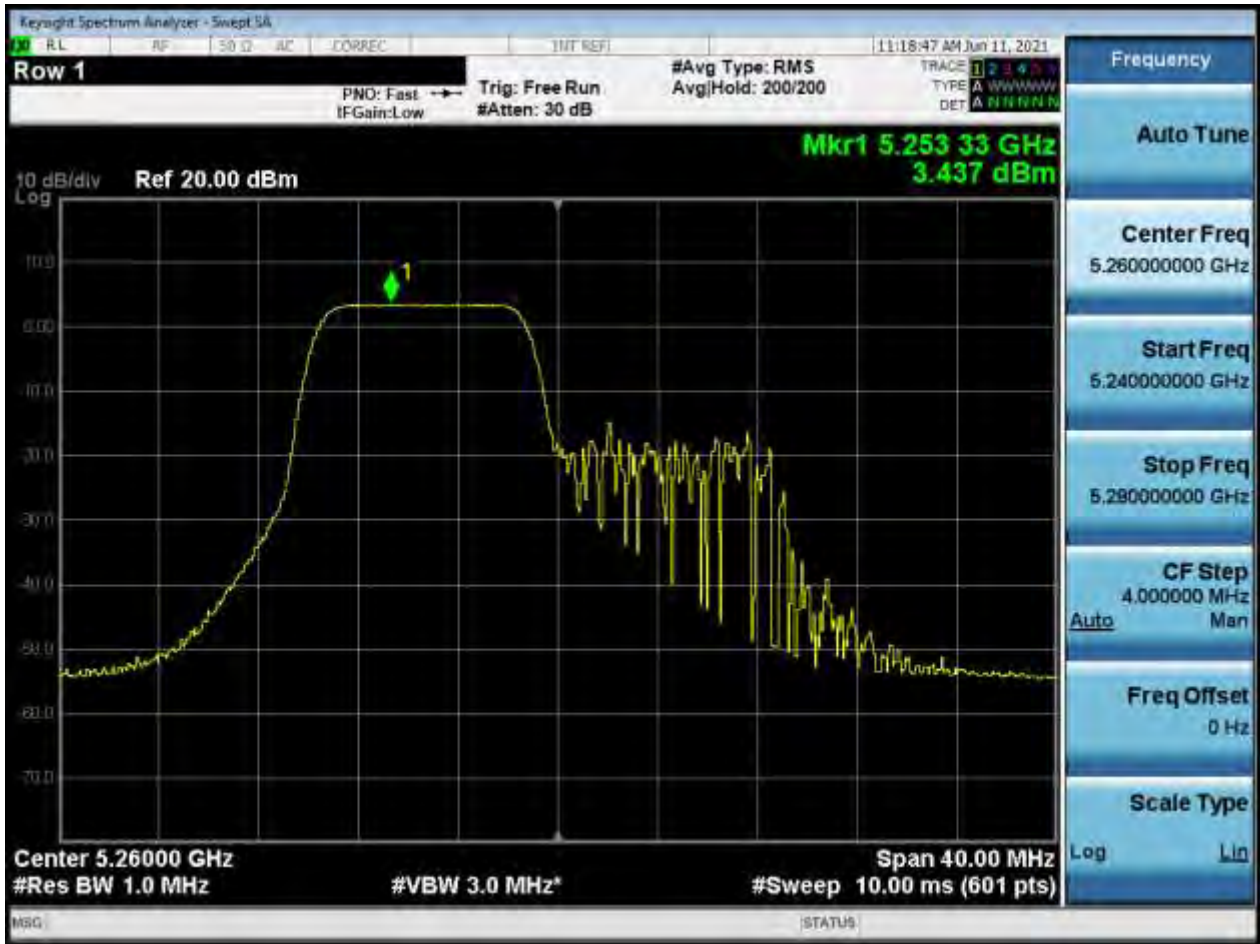 Keysight Spectrum Analyzer - Swept SA
RL RF 50 Ω AC CORREC INT REF 11:18:47 AM Jun 11, 2021
Row 1
PNO: Fast
IFGain:Low
Trig: Free Run
#Atten: 30 dB
#Avg Type: RMS
Avg|Hold: 200/200
TRACE 1 2 3 4 5 6
TYPE A WWWWW
DET A N N N N N
Mkr1 5.253 33 GHz
3.437 dBm
10 dB/div Ref 20.00 dBm
Log
1
10.0
0.00
-10.0
-20.0
-30.0
-40.0
-50.0
-60.0
-70.0
Center 5.26000 GHz Span 40.00 MHz
#Res BW 1.0 MHz #VBW 3.0 MHz* #Sweep 10.00 ms (601 pts)
MSG STATUS
Frequency
Auto Tune
Center Freq
5.260000000 GHz
Start Freq
5.240000000 GHz
Stop Freq
5.280000000 GHz
CF Step
4.000000 MHz
Auto Man
Freq Offset
0 Hz
Scale Type
Log Lin